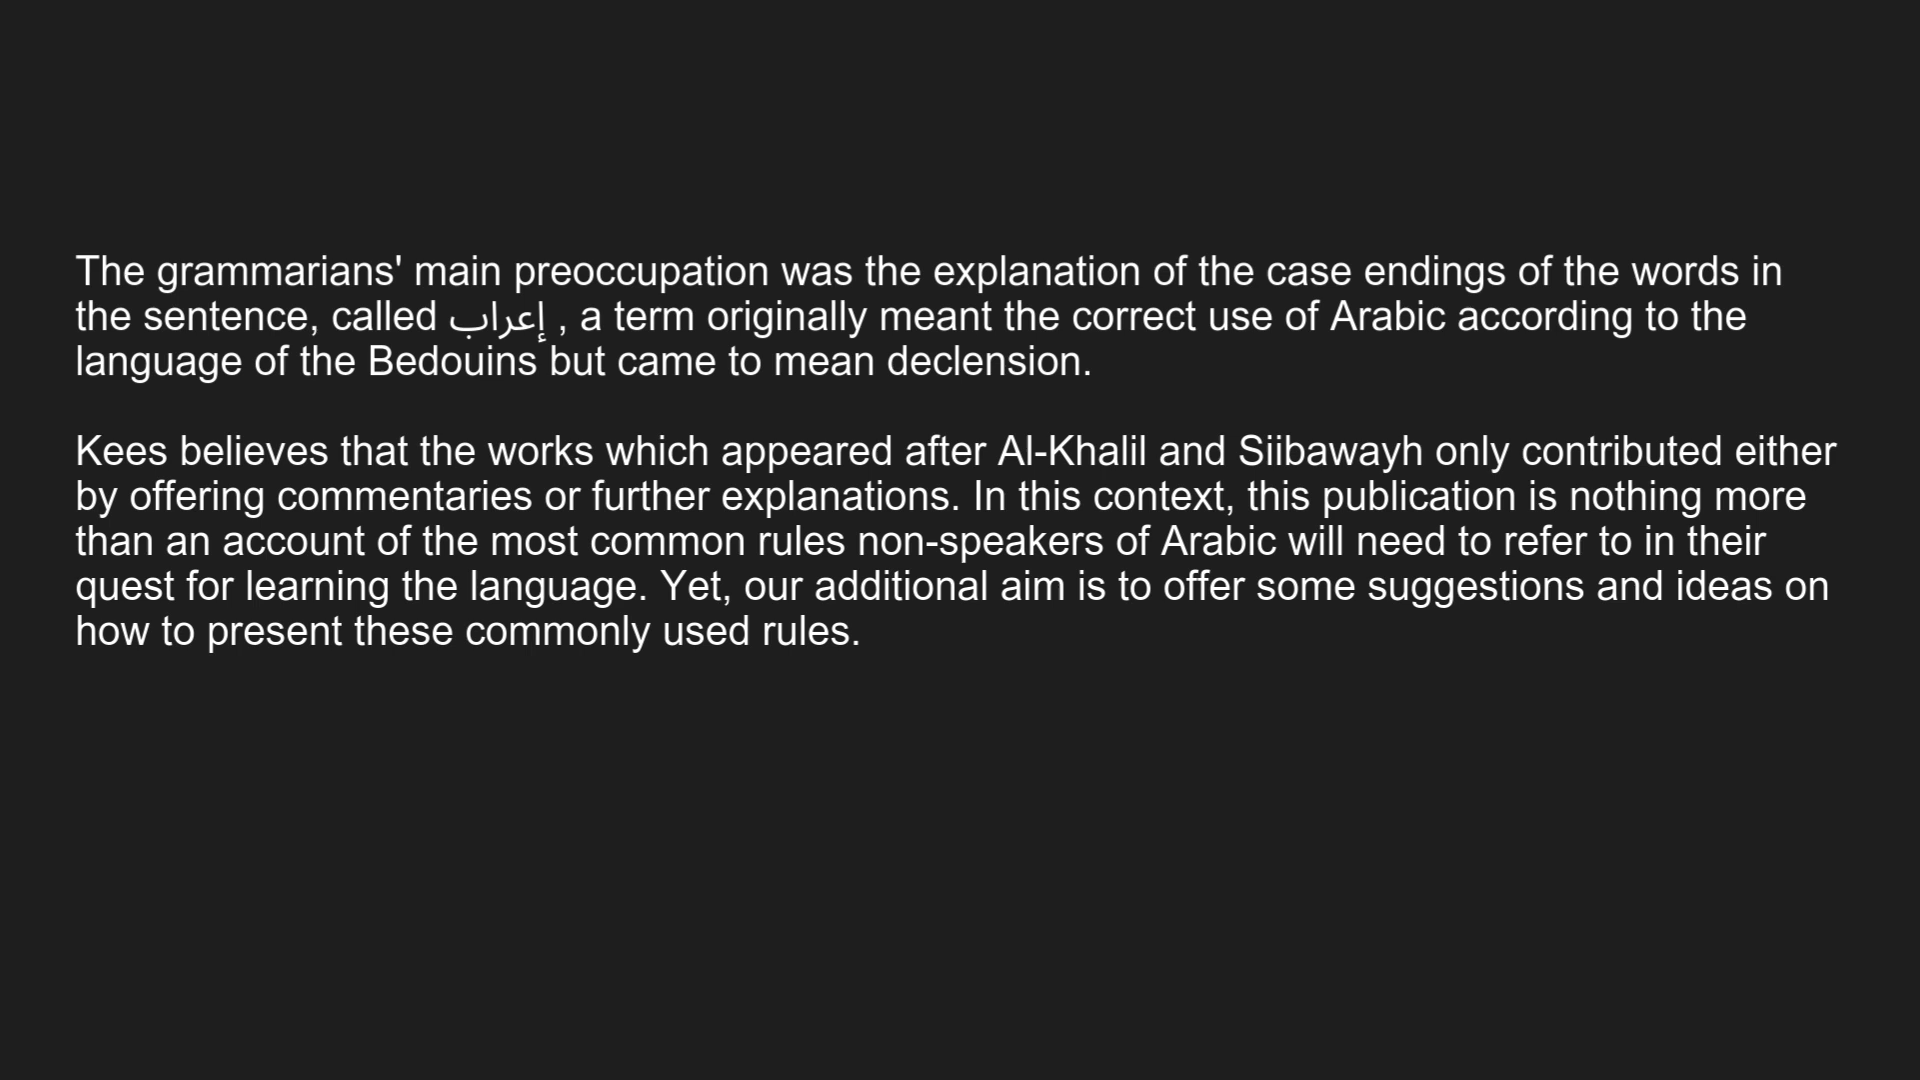 The grammarians' main preoccupation was the explanation of the case endings of the words in
the sentence, called إعراب , a term originally meant the correct use of Arabic according to the
language of the Bedouins but came to mean declension.
Kees believes that the works which appeared after Al-Khalil and Siibawayh only contributed either
by offering commentaries or further explanations. In this context, this publication is nothing more
than an account of the most common rules non-speakers of Arabic will need to refer to in their
quest for learning the language. Yet, our additional aim is to offer some suggestions and ideas on
how to present these commonly used rules.